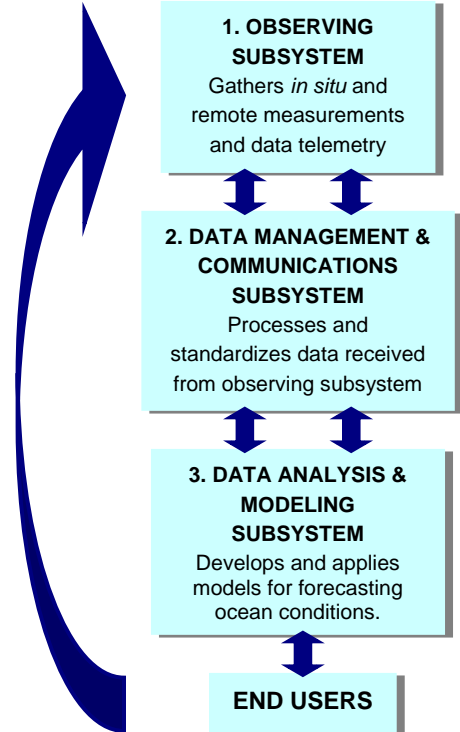 1. OBSERVING
SUBSYSTEM
Gathers in situ and
remote measurements
and data telemetry
2. DATA MANAGEMENT &
COMMUNICATIONS
SUBSYSTEM
Processes and
standardizes data received
from observing subsystem
3. DATA ANALYSIS &
MODELING
SUBSYSTEM
Develops and applies
models for forecasting
ocean conditions.
END USERS